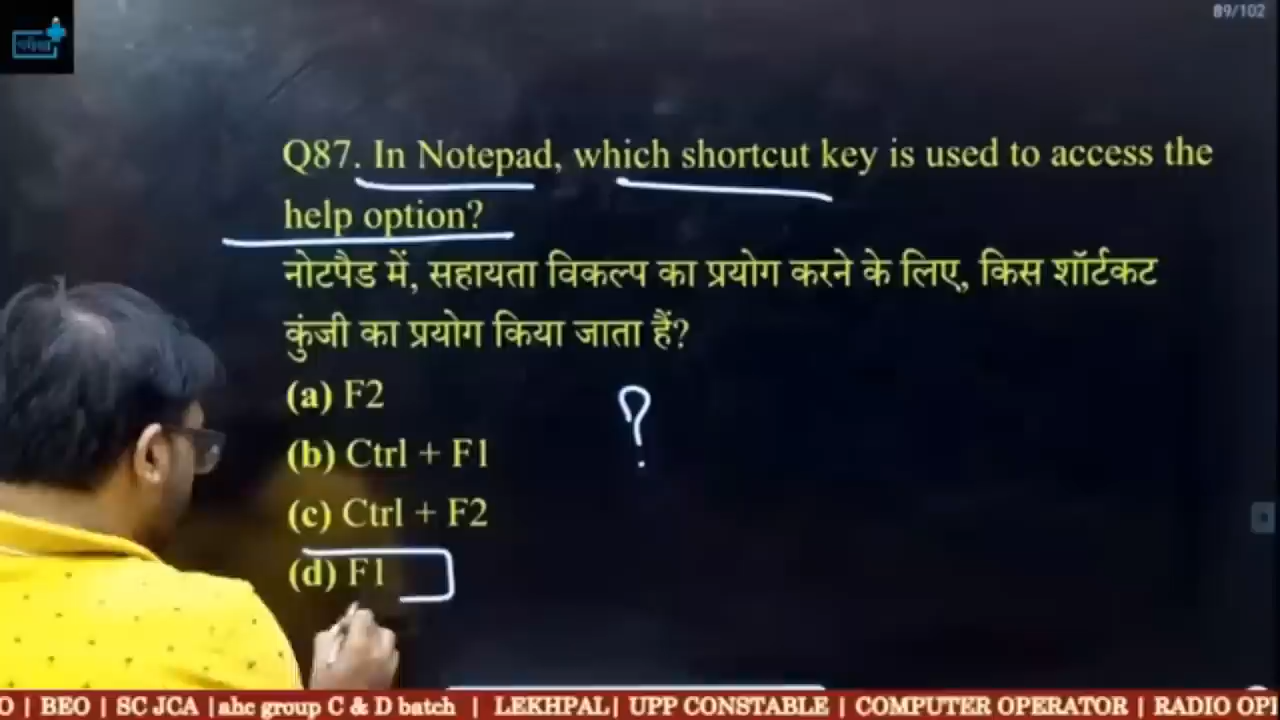 89/102
Q87. In Notepad, which shortcut key is used to access the
help option?
नोटपैड में, सहायता विकल्प का प्रयोग करने के लिए, किस शॉर्टकट
कुंजी का प्रयोग किया जाता हैं?
(a) F2
?
(b) Ctrl + F1
(c) Ctrl + F2
(d) F1
O | BEO | SC JCA |ahc group C & D batch | LEKHPAL| UPP CONSTABLE | COMPUTER OPERATOR | RADIO OP